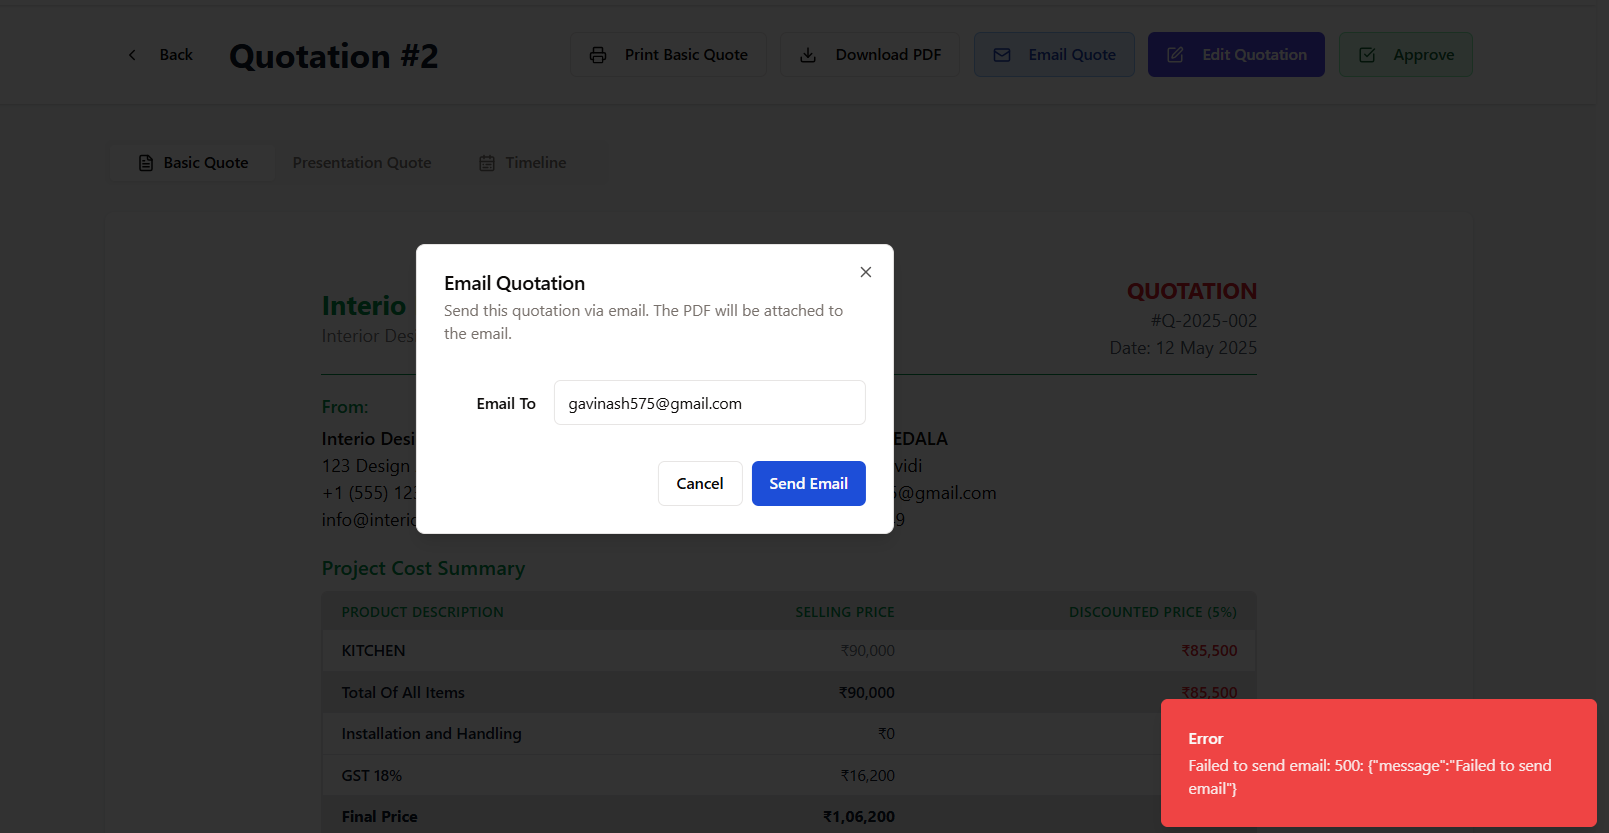 Back
Quotation #2
Print Basic Quote
Download PDF
Email Quote
Edit Quotation
Approve
Basic Quote
Presentation Quote
Timeline
Email Quotation
Send this quotation via email. The PDF will be attached to
the email.
Email To
gavinash575@gmail.com
Cancel
Send Email
Interio
Interior Des
QUOTATION
#Q-2025-002
Date: 12 May 2025
From:
Interio Desi
123 Design
+1 (555) 12
info@interio
EDALA
vidi
@gmail.com
9
Project Cost Summary
PRODUCT DESCRIPTION SELLING PRICE DISCOUNTED PRICE (5%)
KITCHEN ₹90,000 ₹85,500
Total Of All Items ₹90,000 ₹85,500
Installation and Handling ₹0
GST 18% ₹16,200
Final Price ₹1,06,200
Error
Failed to send email: 500: {"message":"Failed to send
email"}